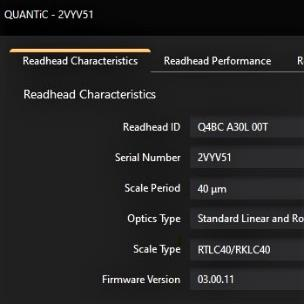 QUANTiC - 2VYV51
Readhead Characteristics Readhead Performance R
Readhead Characteristics
Readhead ID Q4BC A30L 00T
Serial Number 2VYV51
Scale Period 40 µm
Optics Type Standard Linear and Ro
Scale Type RTLC40/RKLC40
Firmware Version 03.00.11